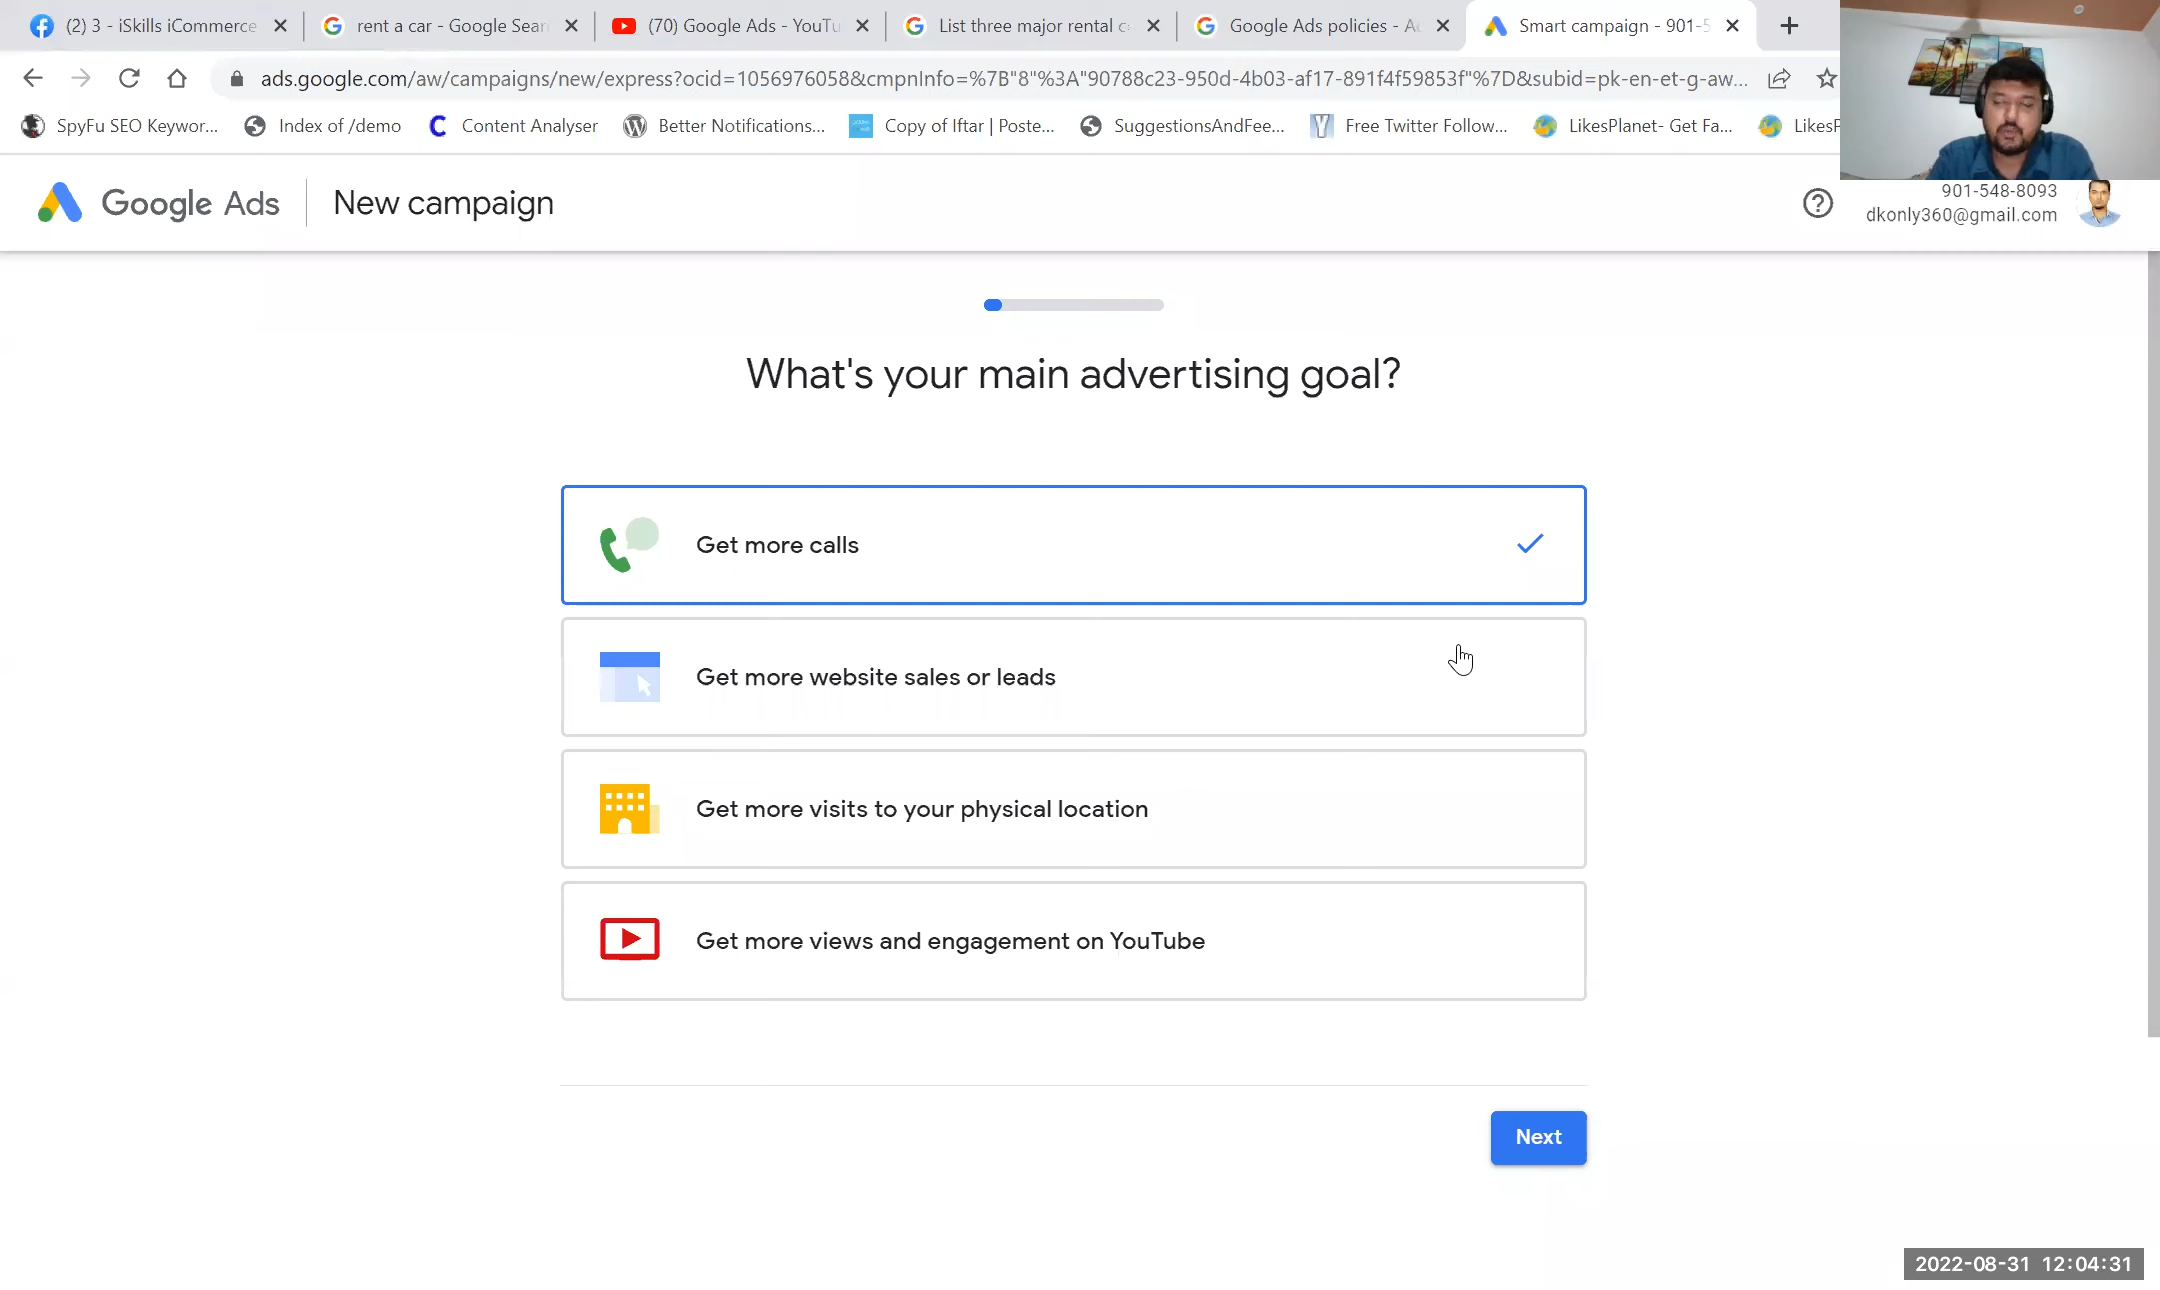 (2) 3 - iSkills iCommerce
rent a car - Google Sear
(70) Google Ads - YouTu
List three major rental c
Google Ads policies - A
Smart campaign - 901-5
ads.google.com/aw/campaigns/new/express?ocid=1056976058&cmpnInfo=%7B"8"%3A"90788c23-950d-4b03-af17-891f4f59853f"%7D&subid=pk-en-et-g-aw...
SpyFu SEO Keywor...
Index of /demo
Content Analyser
Better Notifications...
Copy of Iftar | Poste...
SuggestionsAndFee...
Free Twitter Follow...
LikesPlanet- Get Fa...
LikesP
Google Ads
New campaign
901-548-8093
dkonly360@gmail.com
What's your main advertising goal?
Get more calls
Get more website sales or leads
Get more visits to your physical location
Get more views and engagement on YouTube
Next
2022-08-31 12:04:31